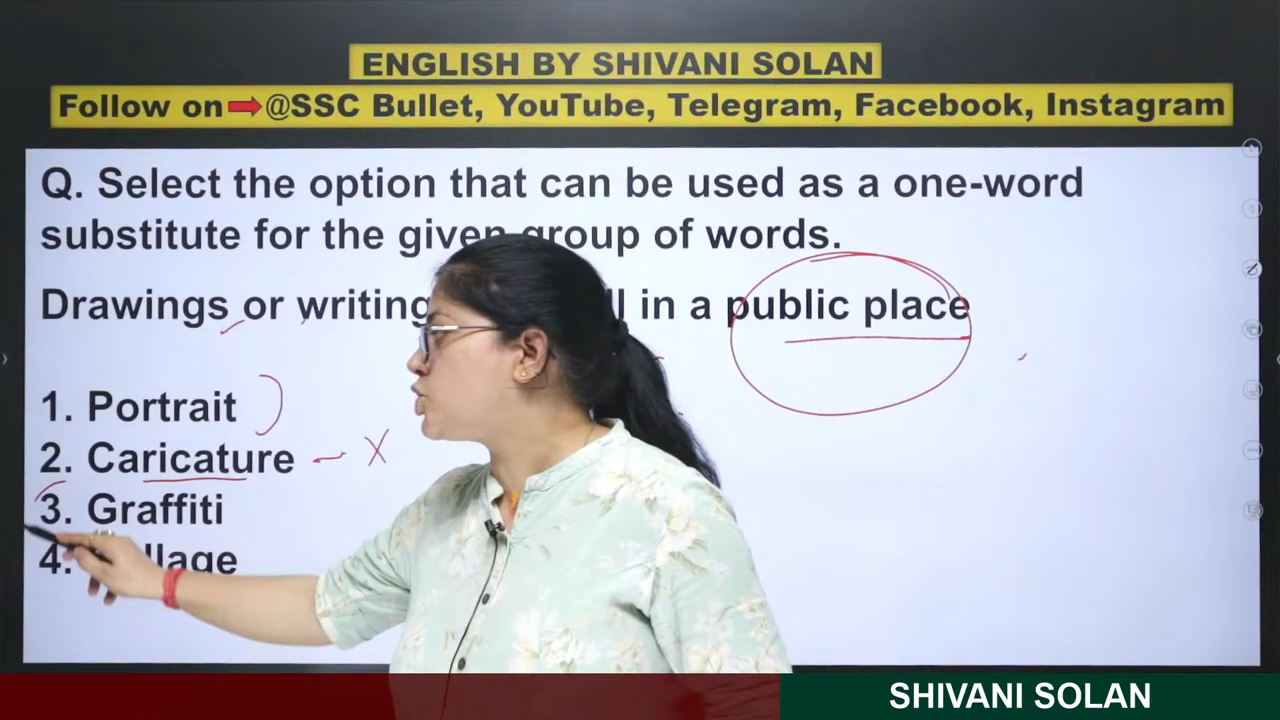 ENGLISH BY SHIVANI SOLAN
Follow on @SSC Bullet, YouTube, Telegram, Facebook, Instagram
Q. Select the option that can be used as a one-word
substitute for the given group of words.
Drawings or in a public place
1. Portrait
2. Caricature
3. Graffiti
4.
SHIVANI SOLAN